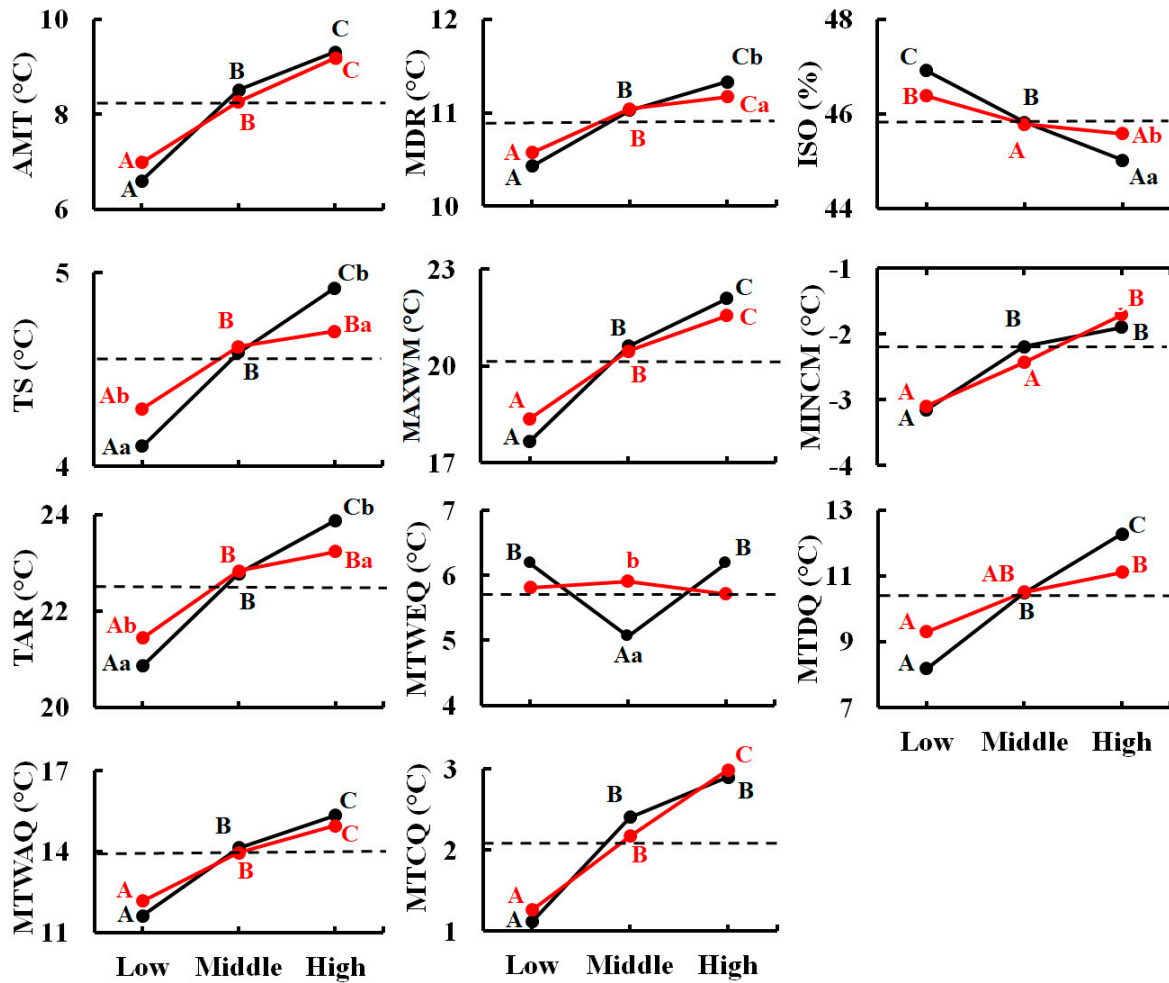 AMT (°C)
10
8
6
A
A
B
B
C
C
MDR (°C)
12
11
10
A
A
B
B
Cb
Ca
ISO (%)
48
46
44
C
B
B
A
Ab
Aa
TS (°C)
5
4
Ab
Aa
B
B
Cb
Ba
MAXWM (°C)
23
20
17
A
A
B
B
C
C
MINCM (°C)
-1
-2
-3
-4
A
A
B
A
B
B
TAR (°C)
24
22
20
Ab
Aa
B
B
Cb
Ba
MTWEQ (°C)
7
6
5
4
B
b
Aa
B
MTDQ (°C)
13
11
9
7
A
A
AB
B
C
B
Low Middle High
MTWAQ (°C)
17
14
11
A
A
B
B
C
C
Low Middle High
MTCQ (°C)
3
2
1
A
A
B
B
C
B
Low Middle High